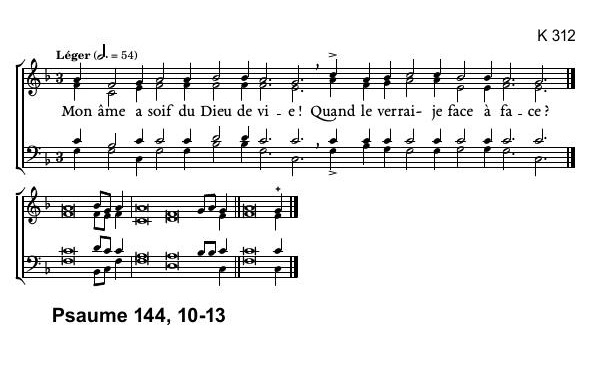 K 312
Léger (𝅗𝅥. = 54)
Mon âme a soif du Dieu de vi - e! Quand le verrai- je face à fa - ce?
Psaume 144, 10-13